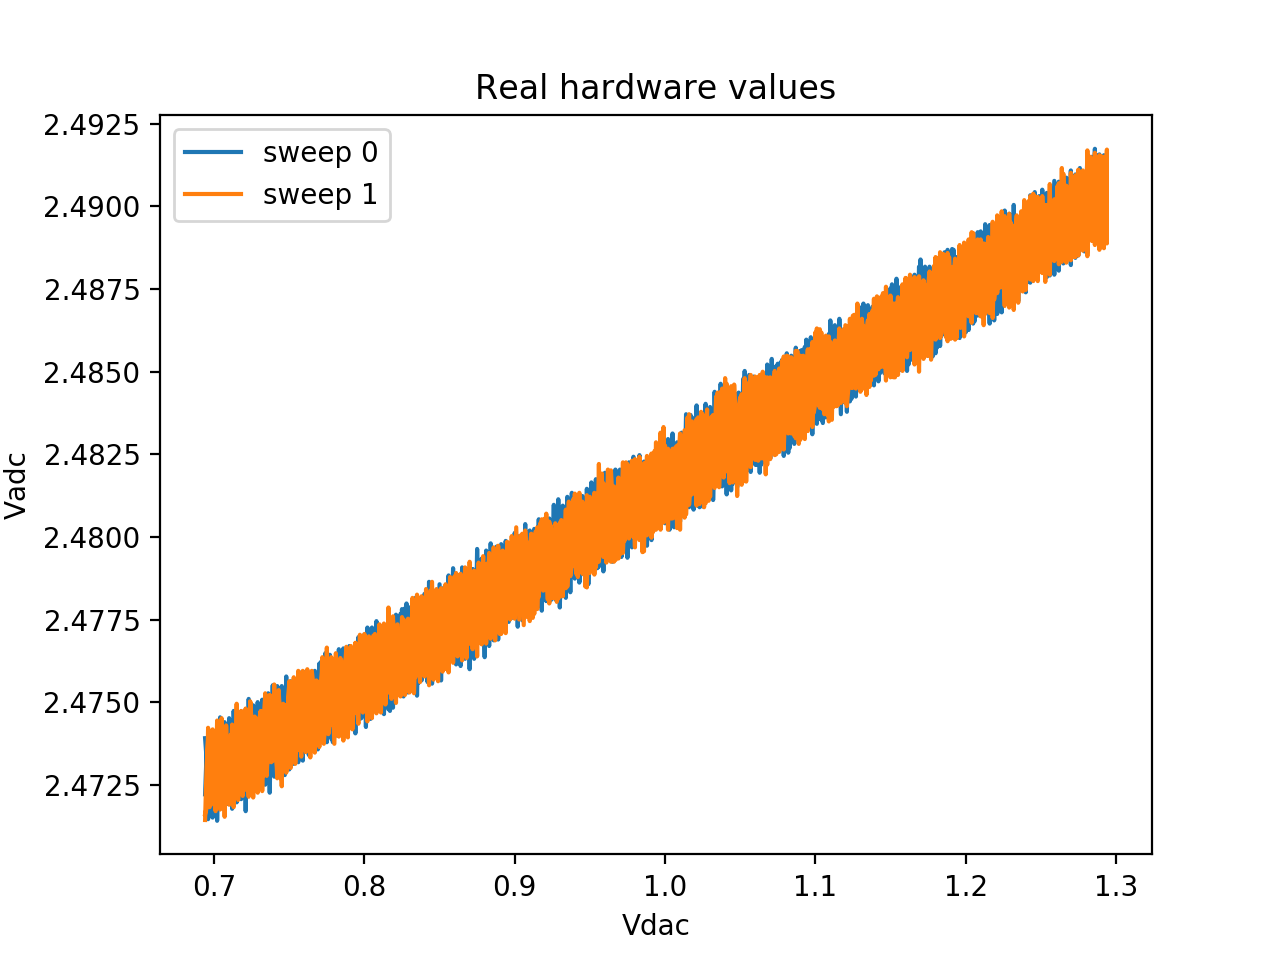 Real hardware values
sweep 0
sweep 1
2.4925
2.4900
2.4875
2.4850
2.4825
2.4800
2.4775
2.4750
2.4725
Vadc
0.7 0.8 0.9 1.0 1.1 1.2 1.3
Vdac